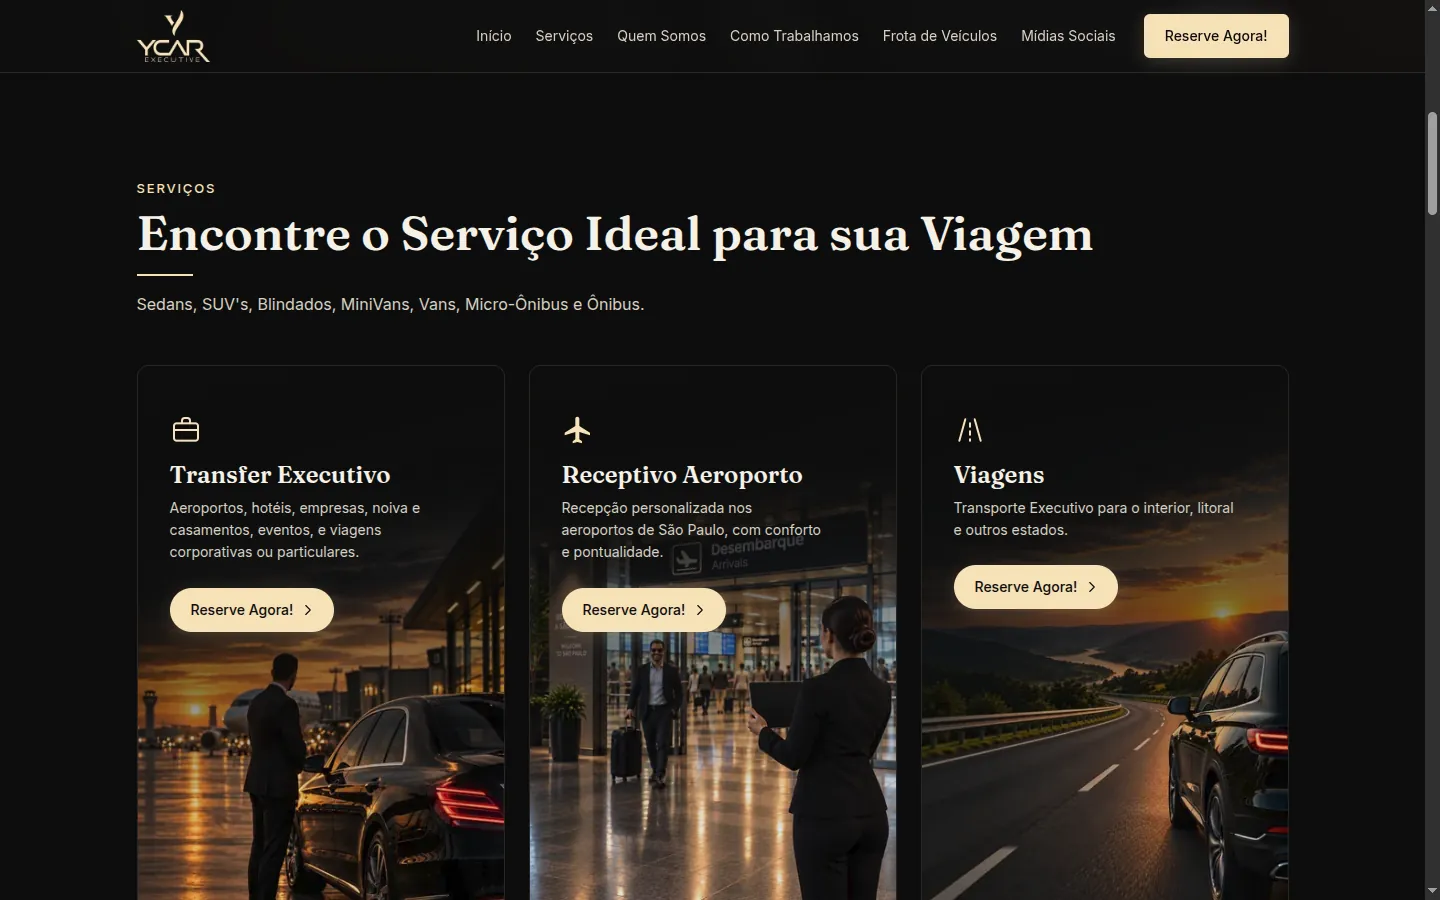 YCAR
EXECUTIVE
Início
Serviços
Quem Somos
Como Trabalhamos
Frota de Veículos
Mídias Sociais
Reserve Agora!
SERVIÇOS
Encontre o Serviço Ideal para sua Viagem
Sedans, SUV's, Blindados, MiniVans, Vans, Micro-Ônibus e Ônibus.
Transfer Executivo
Aeroportos, hotéis, empresas, noiva e
casamentos, eventos, e viagens
corporativas ou particulares.
Reserve Agora!
Receptivo Aeroporto
Recepção personalizada nos
aeroportos de São Paulo, com conforto
e pontualidade.
Desembarque
Arrivals
Reserve Agora!
Viagens
Transporte Executivo para o interior, litoral
e outros estados.
Reserve Agora!